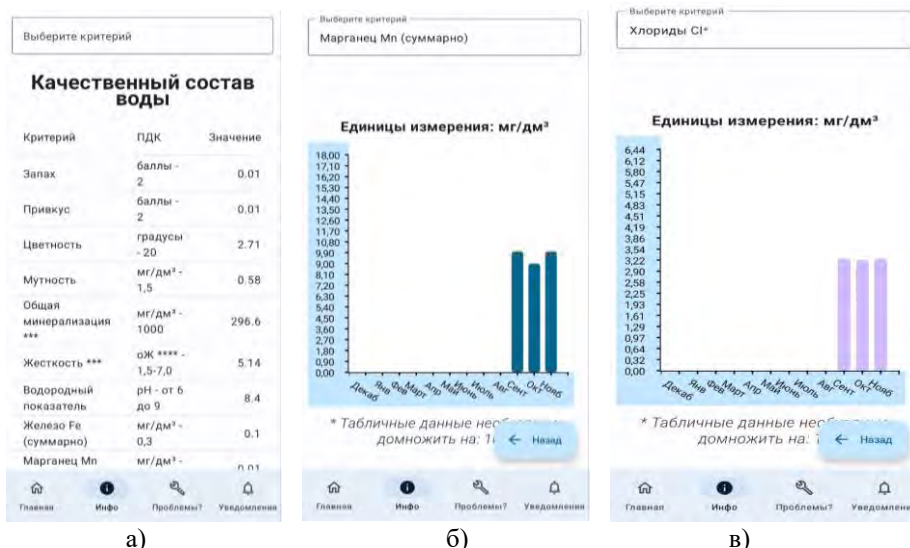 Выберите критерий
Качественный состав
воды
Критерий ПДК Значение
Запах баллы - 2 0.01
Привкус баллы - 2 0.01
Цветность градусы - 20 2.71
Мутность мг/дм³ - 1,5 0.58
Общая минерализация *** мг/дм³ - 1000 296.6
Жесткость *** оЖ **** - 1,5-7,0 5.14
Водородный показатель рН - от 6 до 9 8.4
Железо Fe (суммарно) мг/дм³ - 0,3 0.1
Марганец Mn мг/дм³ - 0.01
Главная Инфо Проблемы? Уведомления
а)
Выберите критерий
Марганец Mn (суммарно)
Единицы измерения: мг/дм³
18,00
17,10
16,20
15,30
14,40
13,50
12,60
11,70
10,80
9,90
9,00
8,10
7,20
6,30
5,40
4,50
3,60
2,70
1,80
0,90
0,00
Декаб Янв Фев Март Апр Май Июнь Июль Авг Сент Окт Нояб
* Табличные данные
домножить на:
Назад
Главная Инфо Проблемы? Уведомления
б)
Выберите критерий
Хлориды Cl*
Единицы измерения: мг/дм³
6,44
6,12
5,80
5,47
5,15
4,83
4,51
4,19
3,86
3,54
3,22
2,90
2,58
2,25
1,93
1,61
1,29
0,97
0,64
0,32
0,00
Декаб Янв Фев Март Апр Май Июнь Июль Авг Сент Окт Нояб
* Табличные данные
домножить на:
Назад
Главная Инфо Проблемы? Уведомлени
в)